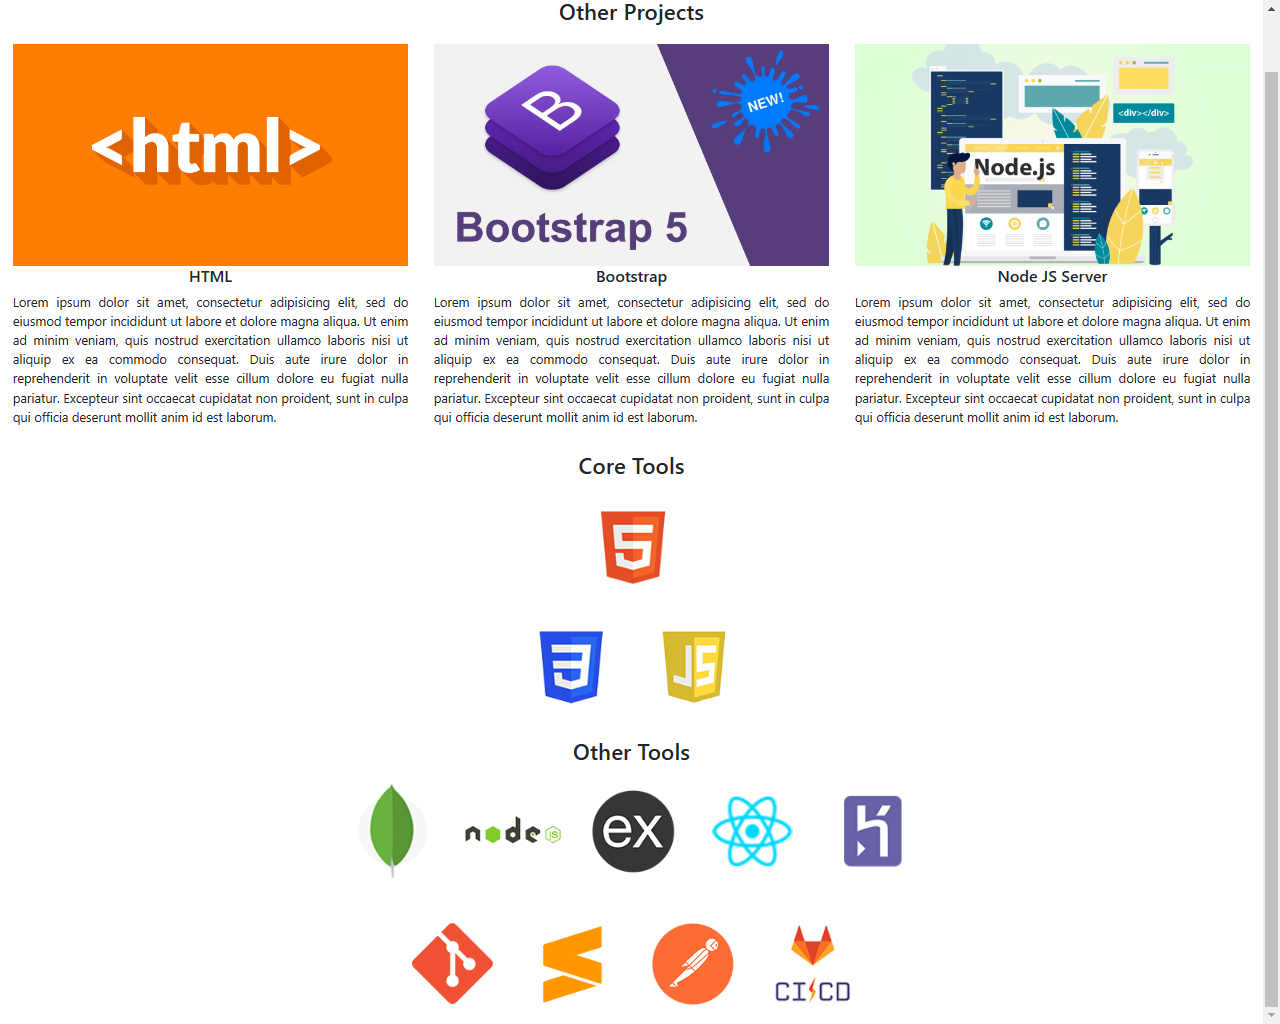 Other Projects
<html>
B
NEW!
Bootstrap 5
<div></div>
Node.js
HTML
Lorem ipsum dolor sit amet, consectetur adipisicing elit, sed do
eiusmod tempor incididunt ut labore et dolore magna aliqua. Ut enim
ad minim veniam, quis nostrud exercitation ullamco laboris nisi ut
aliquip ex ea commodo consequat. Duis aute irure dolor in
reprehenderit in voluptate velit esse cillum dolore eu fugiat nulla
pariatur. Excepteur sint occaecat cupidatat non proident, sunt in culpa
qui officia deserunt mollit anim id est laborum.
Bootstrap
Lorem ipsum dolor sit amet, consectetur adipisicing elit, sed do
eiusmod tempor incididunt ut labore et dolore magna aliqua. Ut enim
ad minim veniam, quis nostrud exercitation ullamco laboris nisi ut
aliquip ex ea commodo consequat. Duis aute irure dolor in
reprehenderit in voluptate velit esse cillum dolore eu fugiat nulla
pariatur. Excepteur sint occaecat cupidatat non proident, sunt in culpa
qui officia deserunt mollit anim id est laborum.
Node JS Server
Lorem ipsum dolor sit amet, consectetur adipisicing elit, sed do
eiusmod tempor incididunt ut labore et dolore magna aliqua. Ut enim
ad minim veniam, quis nostrud exercitation ullamco laboris nisi ut
aliquip ex ea commodo consequat. Duis aute irure dolor in
reprehenderit in voluptate velit esse cillum dolore eu fugiat nulla
pariatur. Excepteur sint occaecat cupidatat non proident, sunt in culpa
qui officia deserunt mollit anim id est laborum.
Core Tools
5
3
JS
Other Tools
node JS
ex
CI CD